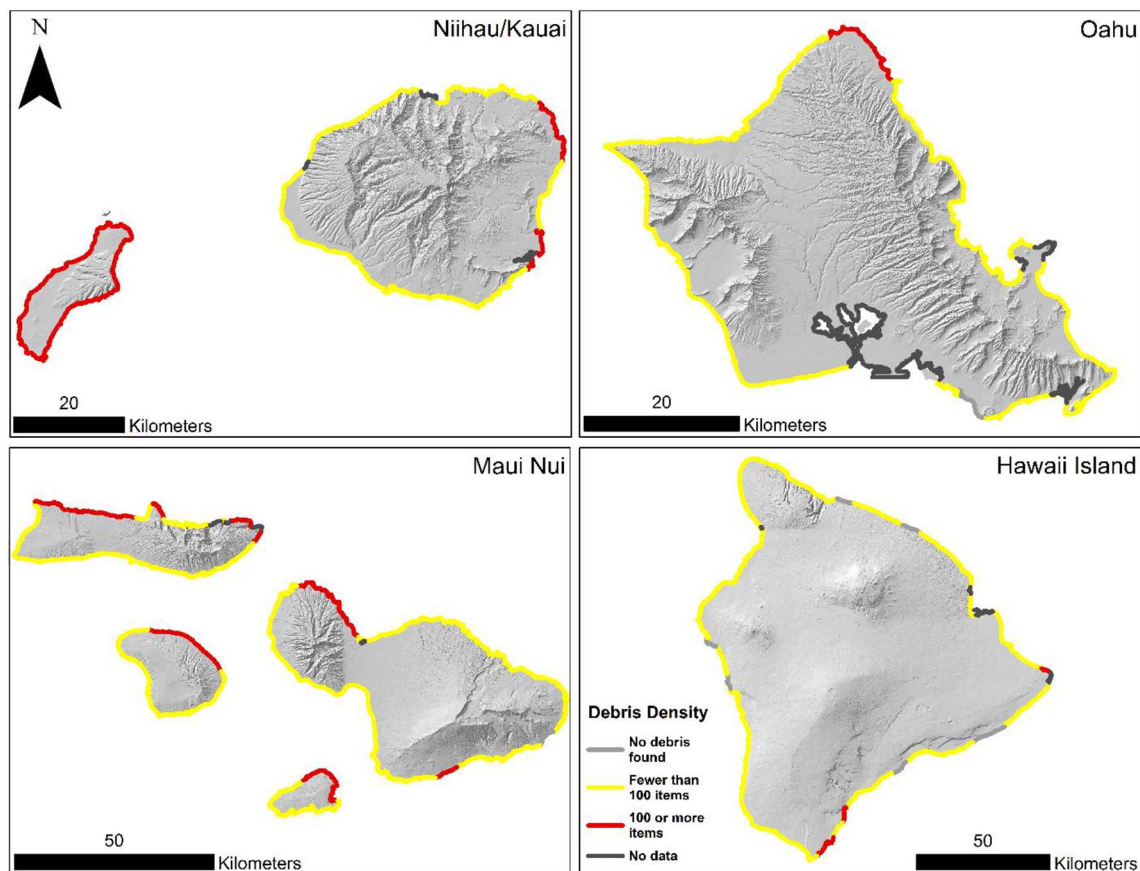 Niihau/Kauai
N
20
Kilometers
Oahu
20
Kilometers
Maui Nui
50
Kilometers
Hawaii Island
Debris Density
No debris
found
Fewer than
100 items
100 or more
items
No data
50
Kilometers